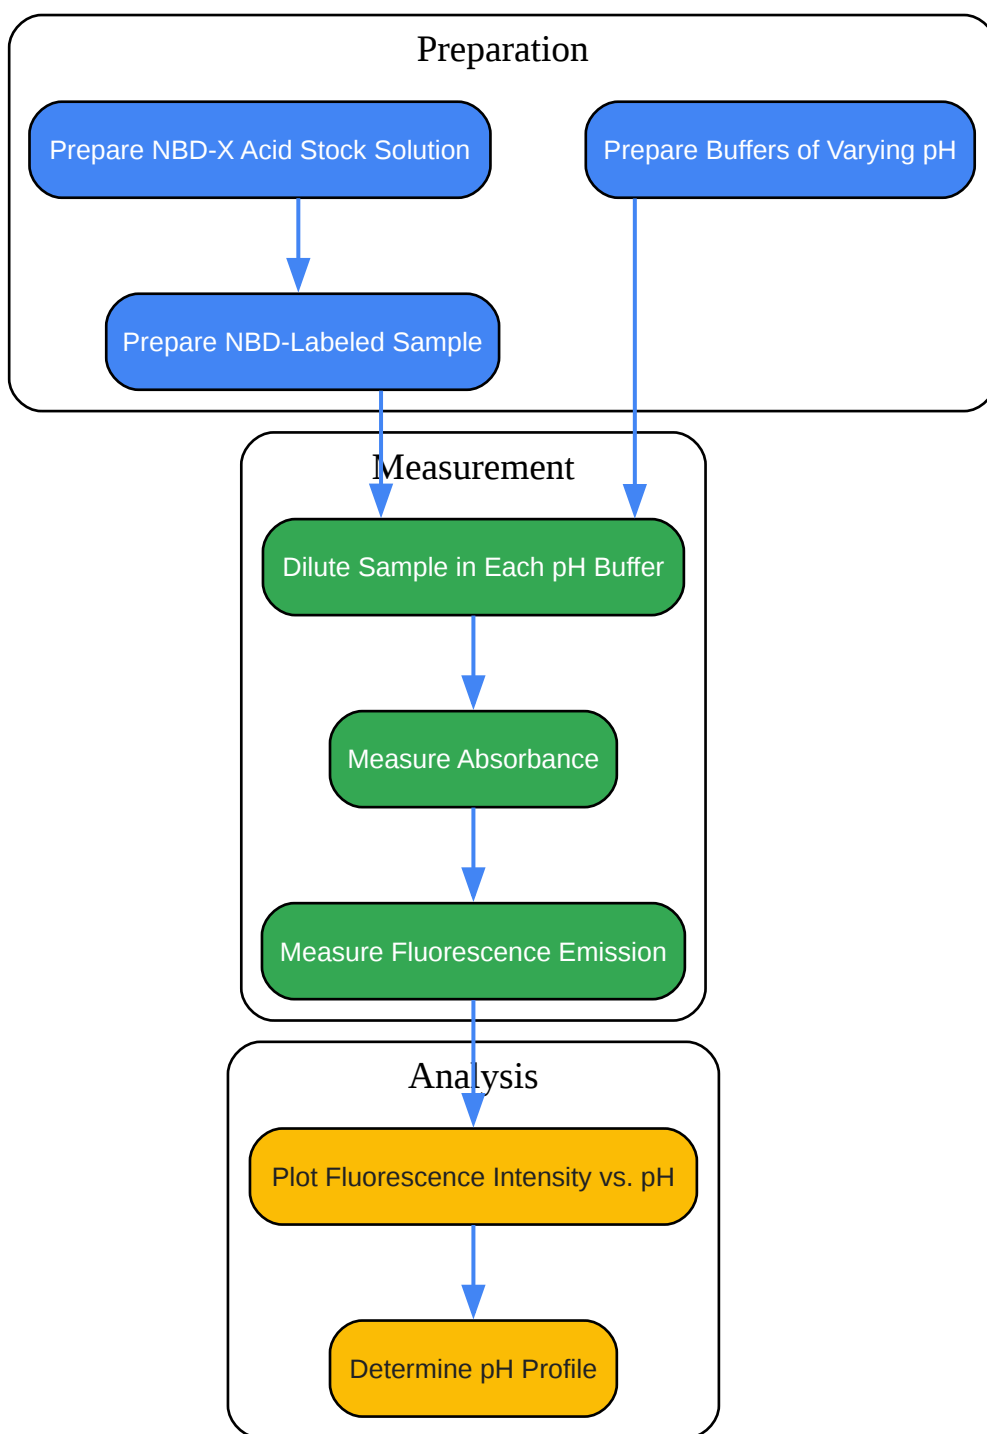 Preparation
Prepare NBD-X Acid Stock Solution
Prepare Buffers of Varying pH
Prepare NBD-Labeled Sample
Measurement
Dilute Sample in Each pH Buffer
Measure Absorbance
Measure Fluorescence Emission
Analysis
Plot Fluorescence Intensity vs. pH
Determine pH Profile